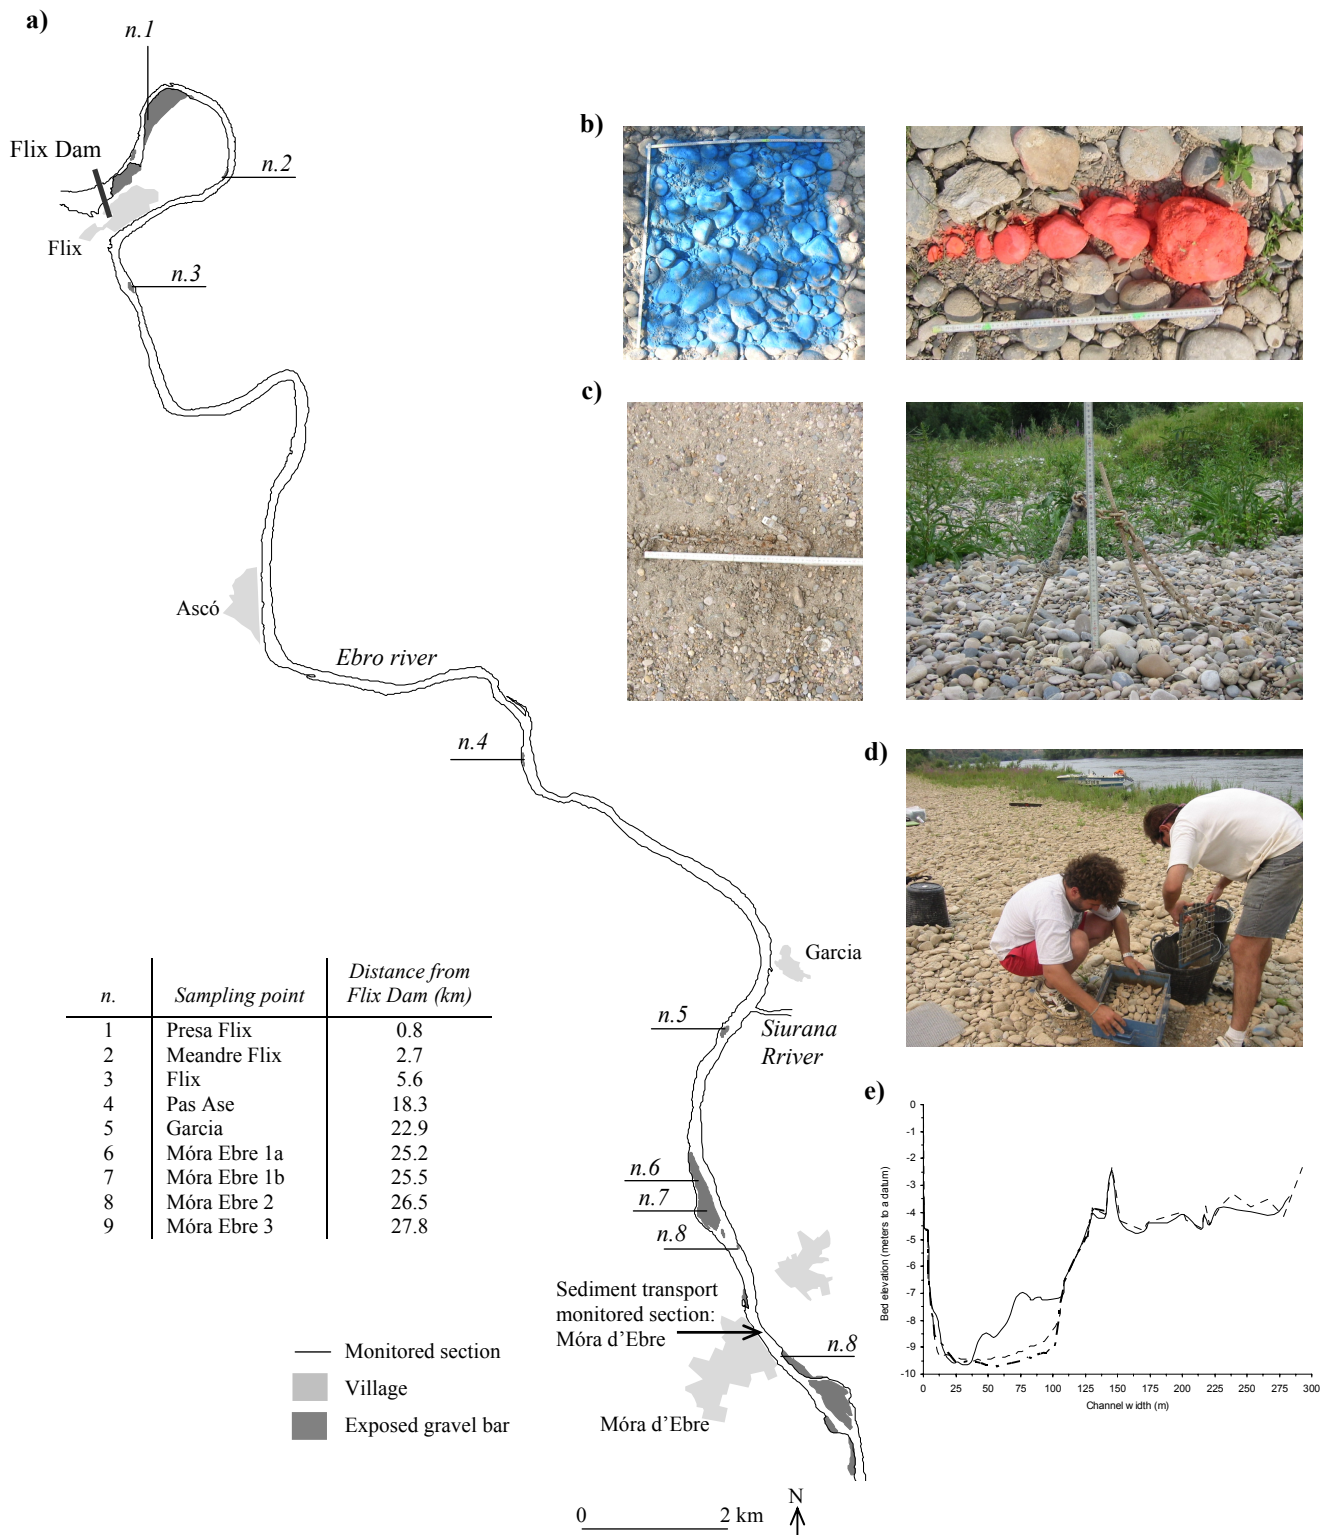 a)
n.1
Flix Dam
n.2
Flix
n.3
Ascó
Ebro river
n.4
Garcia
n.5
Siurana
Rriver
n.6
n.7
n.8
Sediment transport
monitored section:
Móra d'Ebre
n.8
Móra d'Ebre
n. Sampling point Distance from Flix Dam (km)
1 Presa Flix 0.8
2 Meandre Flix 2.7
3 Flix 5.6
4 Pas Ase 18.3
5 Garcia 22.9
6 Móra Ebre 1a 25.2
7 Móra Ebre 1b 25.5
8 Móra Ebre 2 26.5
9 Móra Ebre 3 27.8
Monitored section
Village
Exposed gravel bar
0 2 km
N
b)
c)
d)
e)
Bed elevation (meters to a datum)
0
-1
-2
-3
-4
-5
-6
-7
-8
-9
-10
0 25 50 75 100 125 150 175 200 225 250 275 300
Channel width (m)